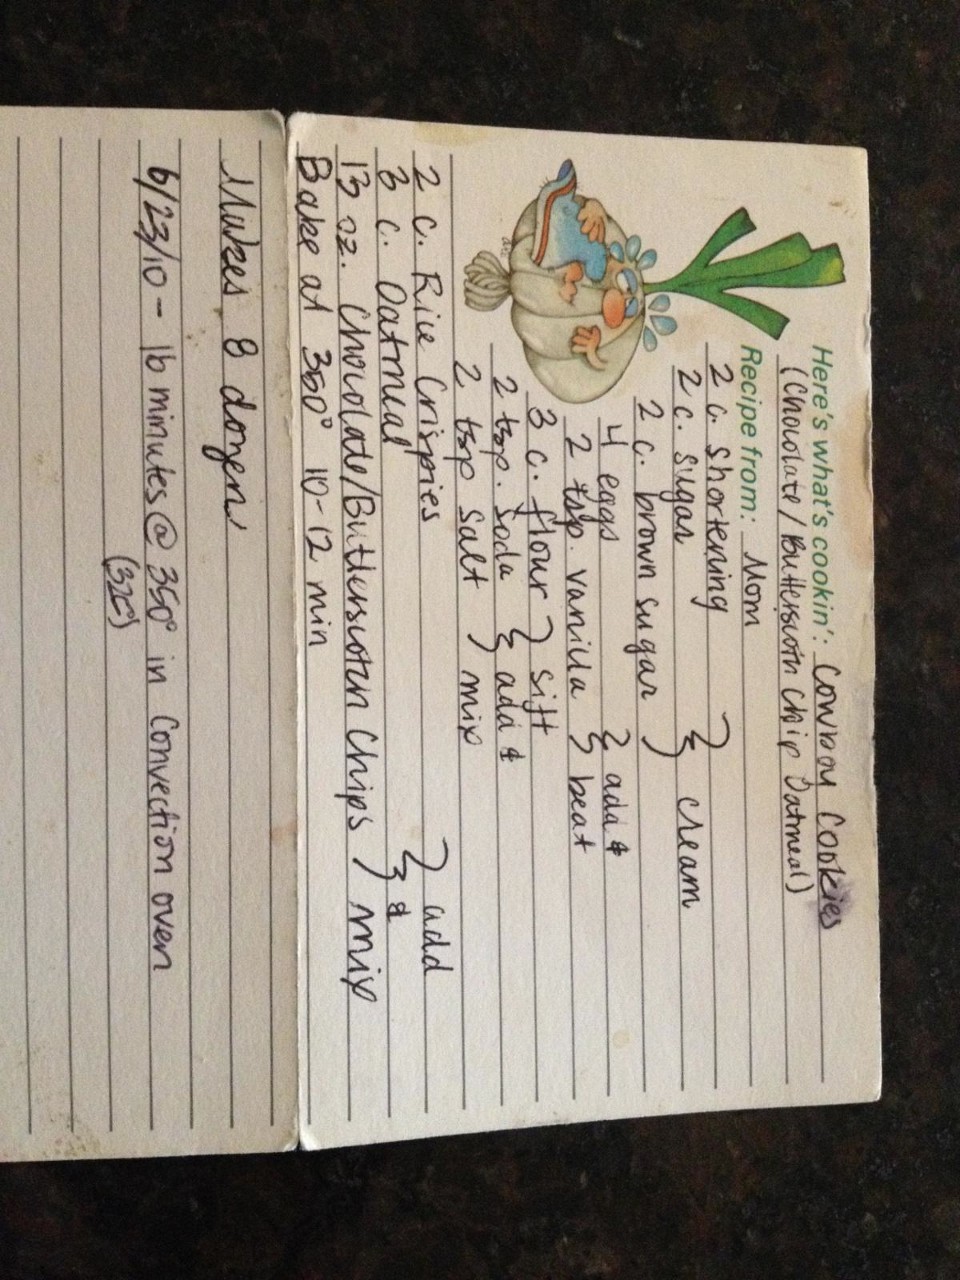 Here's what's cookin': Cowboy Cookies
(Chocolate/Butterscotch Chip Oatmeal)
Recipe from: Mom
2 c. shortening
2 c. sugar } cream
2 c. brown sugar
4 eggs } add &
2 tsp. vanilla beat
3 c. flour } sift
2 tsp. soda add &
2 tsp salt mix
2 c. Rice Crispies } add
3 c. Oatmeal &
13 oz. Chocolate/Butterscotch Chips mix
Bake at 350° 10-12 min
Makes 8 dozen
6/23/10 - 16 minutes @ 350° in Convection oven
(320°)